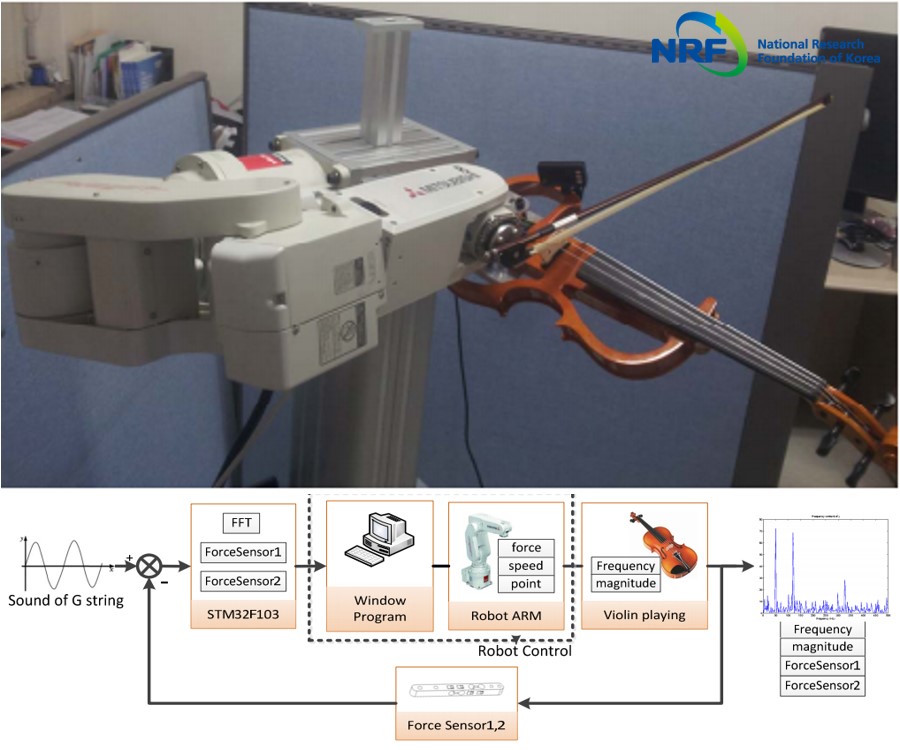 NRF
National Research
Foundation of Korea
MITSUBISHI
FFT
ForceSensor1
ForceSensor2
STM32F103
Window
Program
force
speed
point
Robot ARM
Frequency
magnitude
Violin playing
Sound of G string
+
-
Robot Control
Frequency
magnitude
ForceSensor1
ForceSensor2
Force Sensor1,2